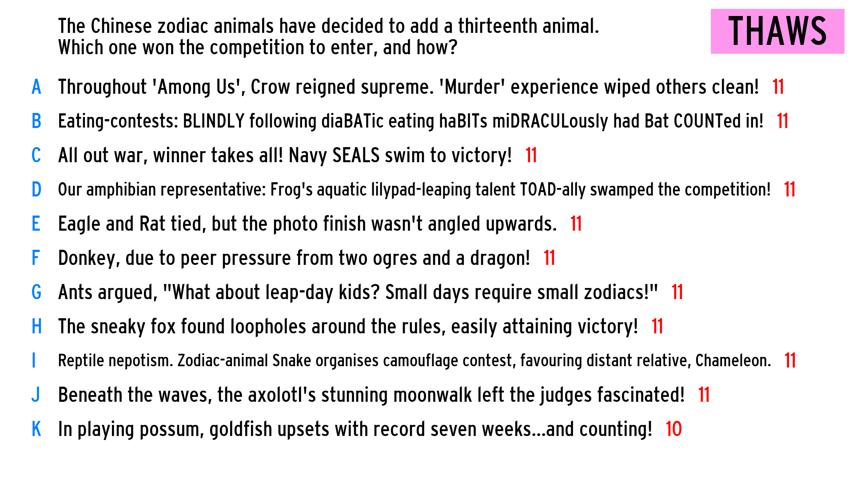 The Chinese zodiac animals have decided to add a thirteenth animal.
Which one won the competition to enter, and how?
THAWS
A Throughout 'Among Us', Crow reigned supreme. 'Murder' experience wiped others clean! 11
B Eating-contests: BLINDLY following diaBATic eating haBITs miDRACULously had Bat COUNTed in! 11
C All out war, winner takes all! Navy SEALS swim to victory! 11
D Our amphibian representative: Frog's aquatic lilypad-leaping talent TOAD-ally swamped the competition! 11
E Eagle and Rat tied, but the photo finish wasn't angled upwards. 11
F Donkey, due to peer pressure from two ogres and a dragon! 11
G Ants argued, "What about leap-day kids? Small days require small zodiacs!" 11
H The sneaky fox found loopholes around the rules, easily attaining victory! 11
I Reptile nepotism. Zodiac-animal Snake organises camouflage contest, favouring distant relative, Chameleon. 11
J Beneath the waves, the axolotl's stunning moonwalk left the judges fascinated! 11
K In playing possum, goldfish upsets with record seven weeks...and counting! 10